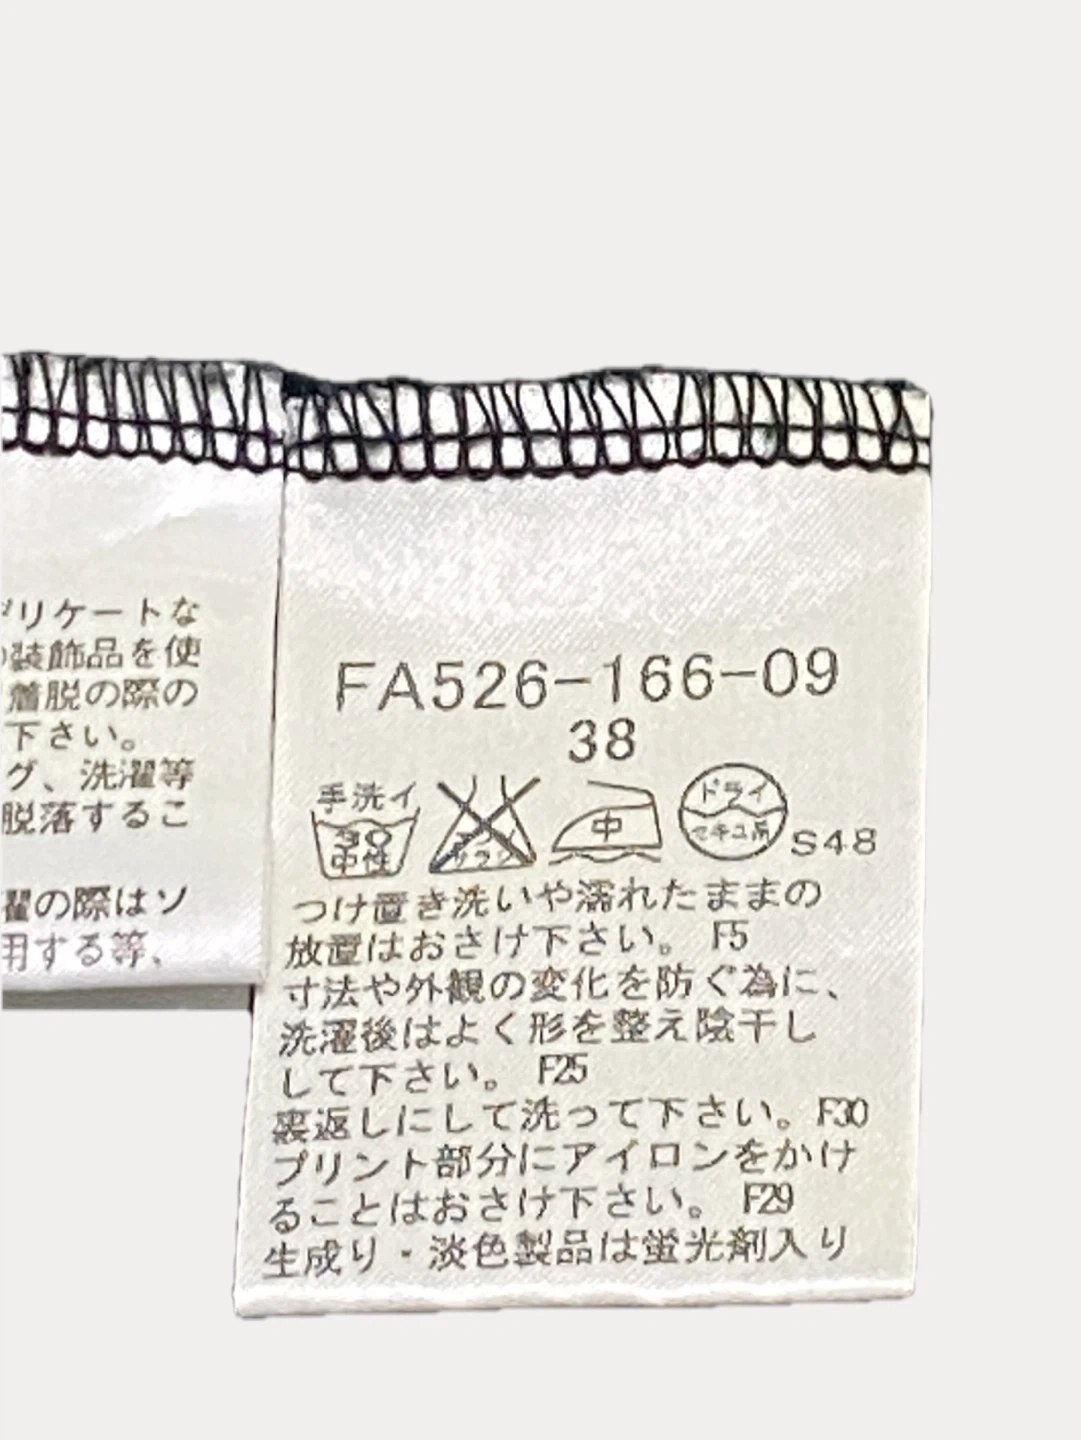 リケートな
装飾品を使
着脱の際の
下さい。
グ、洗濯等
脱落するこ
濯の際はソ
用する等、
FA526-166-09
38
手洗イ
30
中性
エンソ
サラシ
中
ドライ
セキユ系
S48
つけ置き洗いや濡れたままの
放置はおさけ下さい。 F5
寸法や外観の変化を防ぐ為に、
洗濯後はよく形を整え陰干し
して下さい。 F25
裏返しにして洗って下さい。F30
プリント部分にアイロンをかけ
ることはおさけ下さい。 F29
生成り・淡色製品は蛍光剤入り